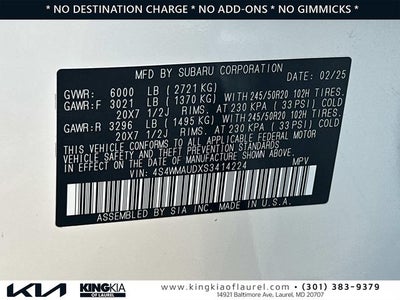 * NO DESTINATION CHARGE * NO ADD-ONS * NO GIMMICKS *
MFD. BY SUBARU CORPORATION DATE: 02/25
GVWR: 6000 LB (2721 KG)
GAWR:F 3021 LB (1370 KG)WITH 245/50R20 102H TIRES.
20X7 1/2J RIMS.AT 230 KPA (33 PSI) COLD
GAWR:R 3296 LB (1495 KG)WITH 245/50R20 102H TIRES.
20X7 1/2J RIMS.AT 230 KPA (33 PSI) COLD
THIS VEHICLE CONFORMS TO ALL APPLICABLE FEDERAL MOTOR
VEHICLE SAFETY, BUMPER, AND THEFT PREVENTION STANDARDS
IN EFFECT ON THE DATE OF MANUFACTURE SHOWN ABOVE.
VIN: 4S4WMAUDXS3414224 MPV
ASSEMBLED BY SIA INC. MADE IN U.S.A.
KIA KING KIA OF LAUREL www.kingkiaoflaurel.com • (301) 383-9379
14921 Baltimore Ave, Laurel, MD 20707